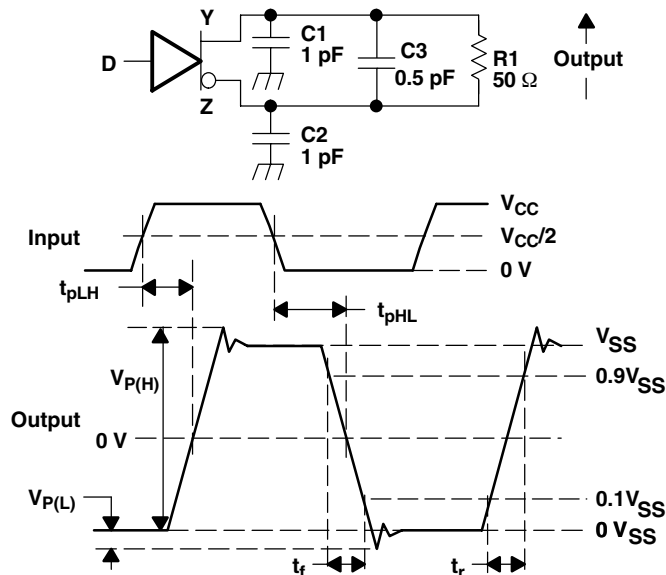 Y
C1
1 pF
C3
0.5 pF
R1
50 Ω
Output
D
Z
C2
1 pF
Input
VCC
VCC/2
0 V
tpLH
tpHL
VP(H)
VSS
0.9VSS
Output
0 V
VP(L)
0.1VSS
0 VSS
tf
tr